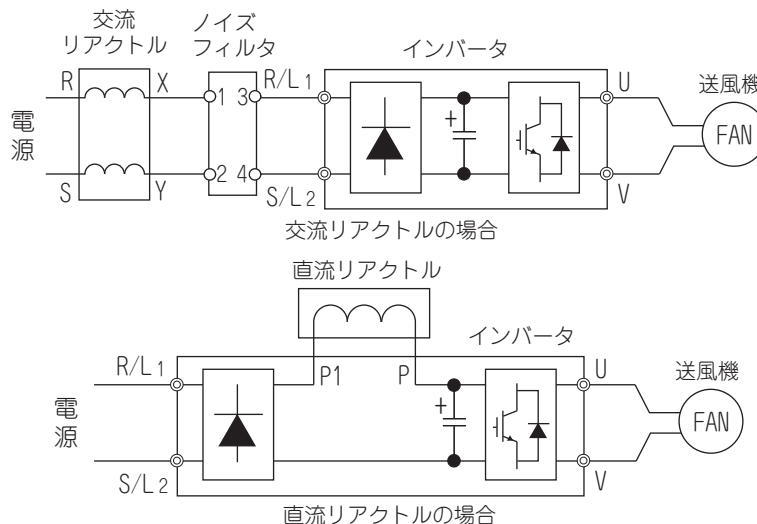 交流
リアクトル
ノイズ
フィルタ
インバータ
送風機
R
X
1 3
R/L1
U
電源
+
FAN
S
Y
2 4
S/L2
V
交流リアクトルの場合
直流リアクトル
インバータ
送風機
R/L1
P1
P
U
電源
+
FAN
S/L2
V
直流リアクトルの場合